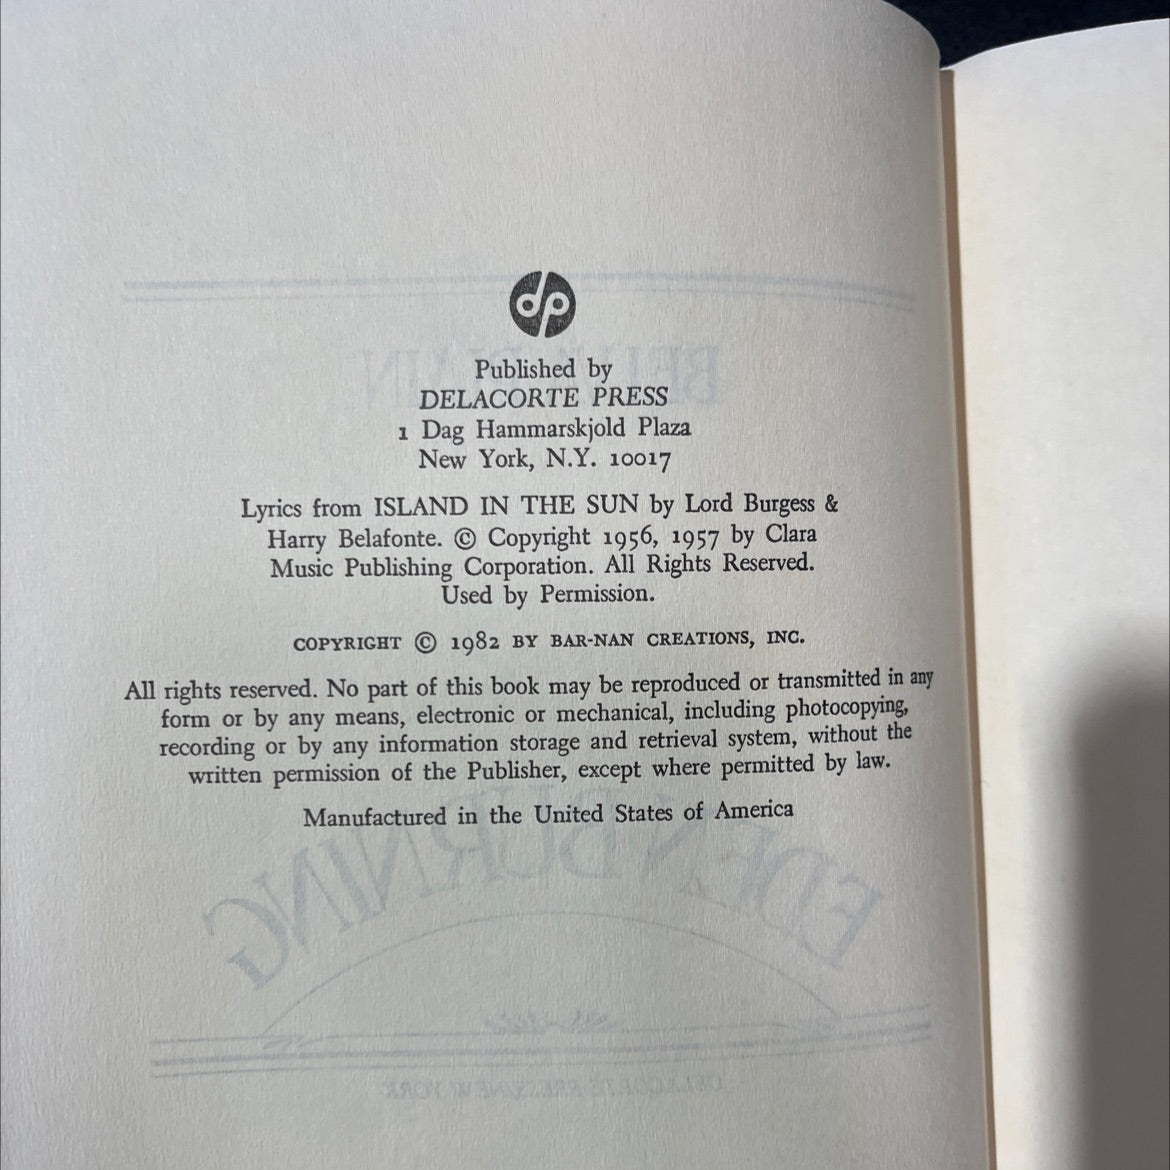 dp
Published by
DELACORTE PRESS
1 Dag Hammarskjold Plaza
New York, N.Y. 10017
Lyrics from ISLAND IN THE SUN by Lord Burgess &
Harry Belafonte. © Copyright 1956, 1957 by Clara
Music Publishing Corporation. All Rights Reserved.
Used by Permission.
COPYRIGHT © 1982 BY BAR-NAN CREATIONS, INC.
All rights reserved. No part of this book may be reproduced or transmitted in any
form or by any means, electronic or mechanical, including photocopying,
recording or by any information storage and retrieval system, without the
written permission of the Publisher, except where permitted by law.
Manufactured in the United States of America
EDEN BURNING